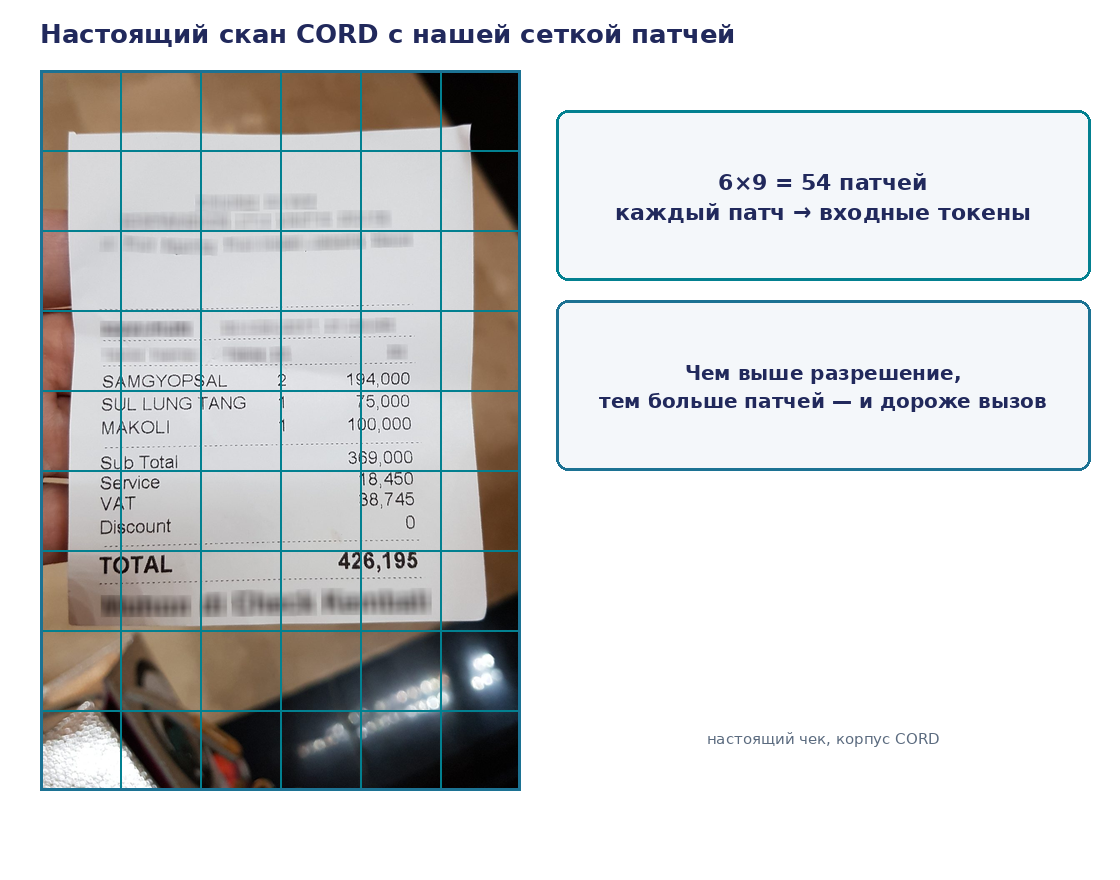 Настоящий скан CORD с нашей сеткой патчей
SAMGYOPSAL 2 194,000
SUL LUNG TANG 1 75,000
MAKOLI 1 100,000
Sub Total 369,000
Service 18,450
VAT 38,745
Discount 0
TOTAL 426,195
6×9 = 54 патчей
каждый патч → входные токены
Чем выше разрешение,
тем больше патчей — и дороже вызов
настоящий чек, корпус CORD